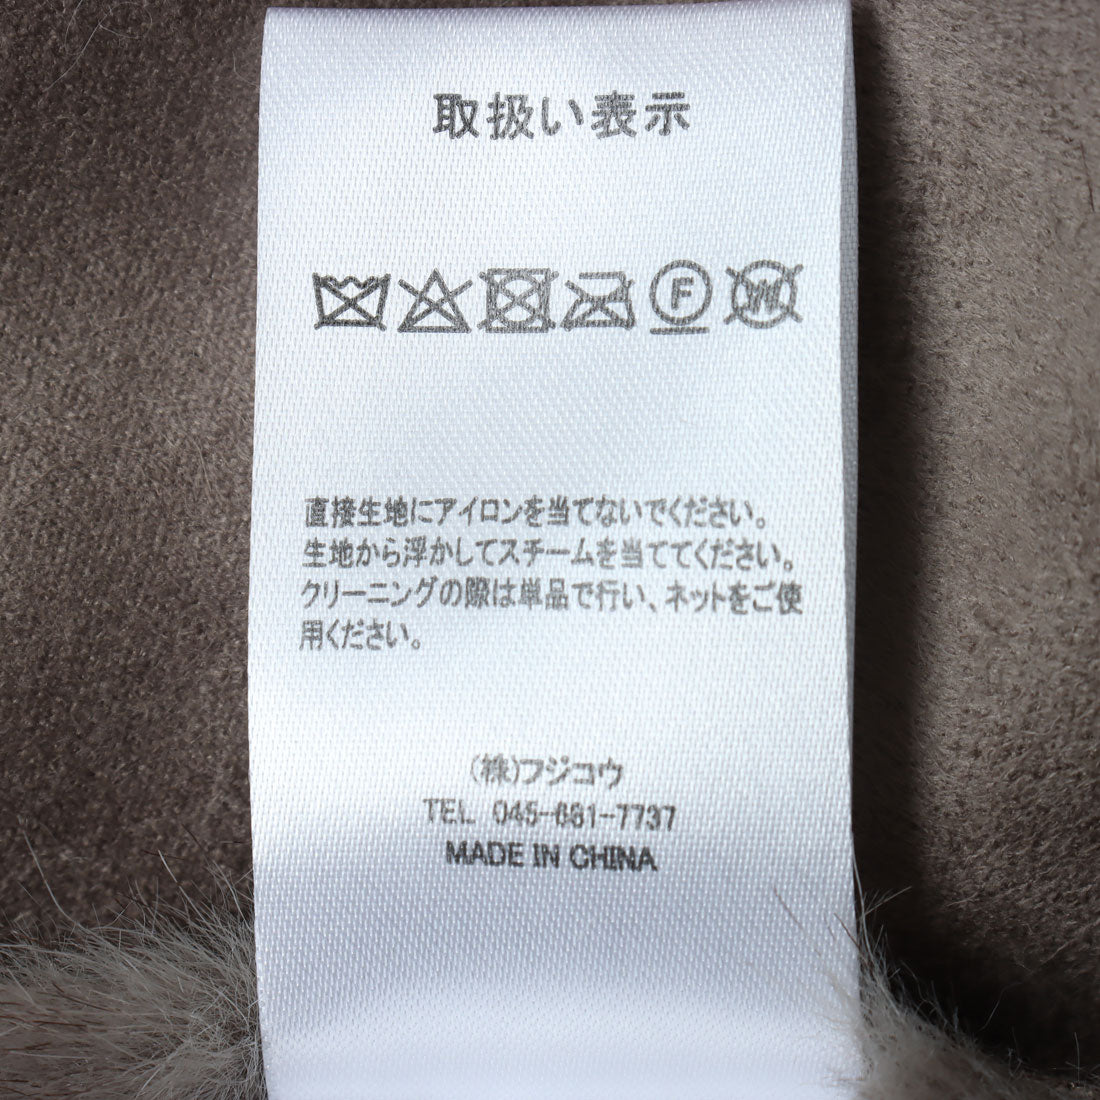 取扱い表示
F W
直接生地にアイロンを当てないでください。
生地から浮かしてスチームを当ててください。
クリーニングの際は単品で行い、ネットをご使
用ください。
(株)フジコウ
TEL 045-681-7737
MADE IN CHINA